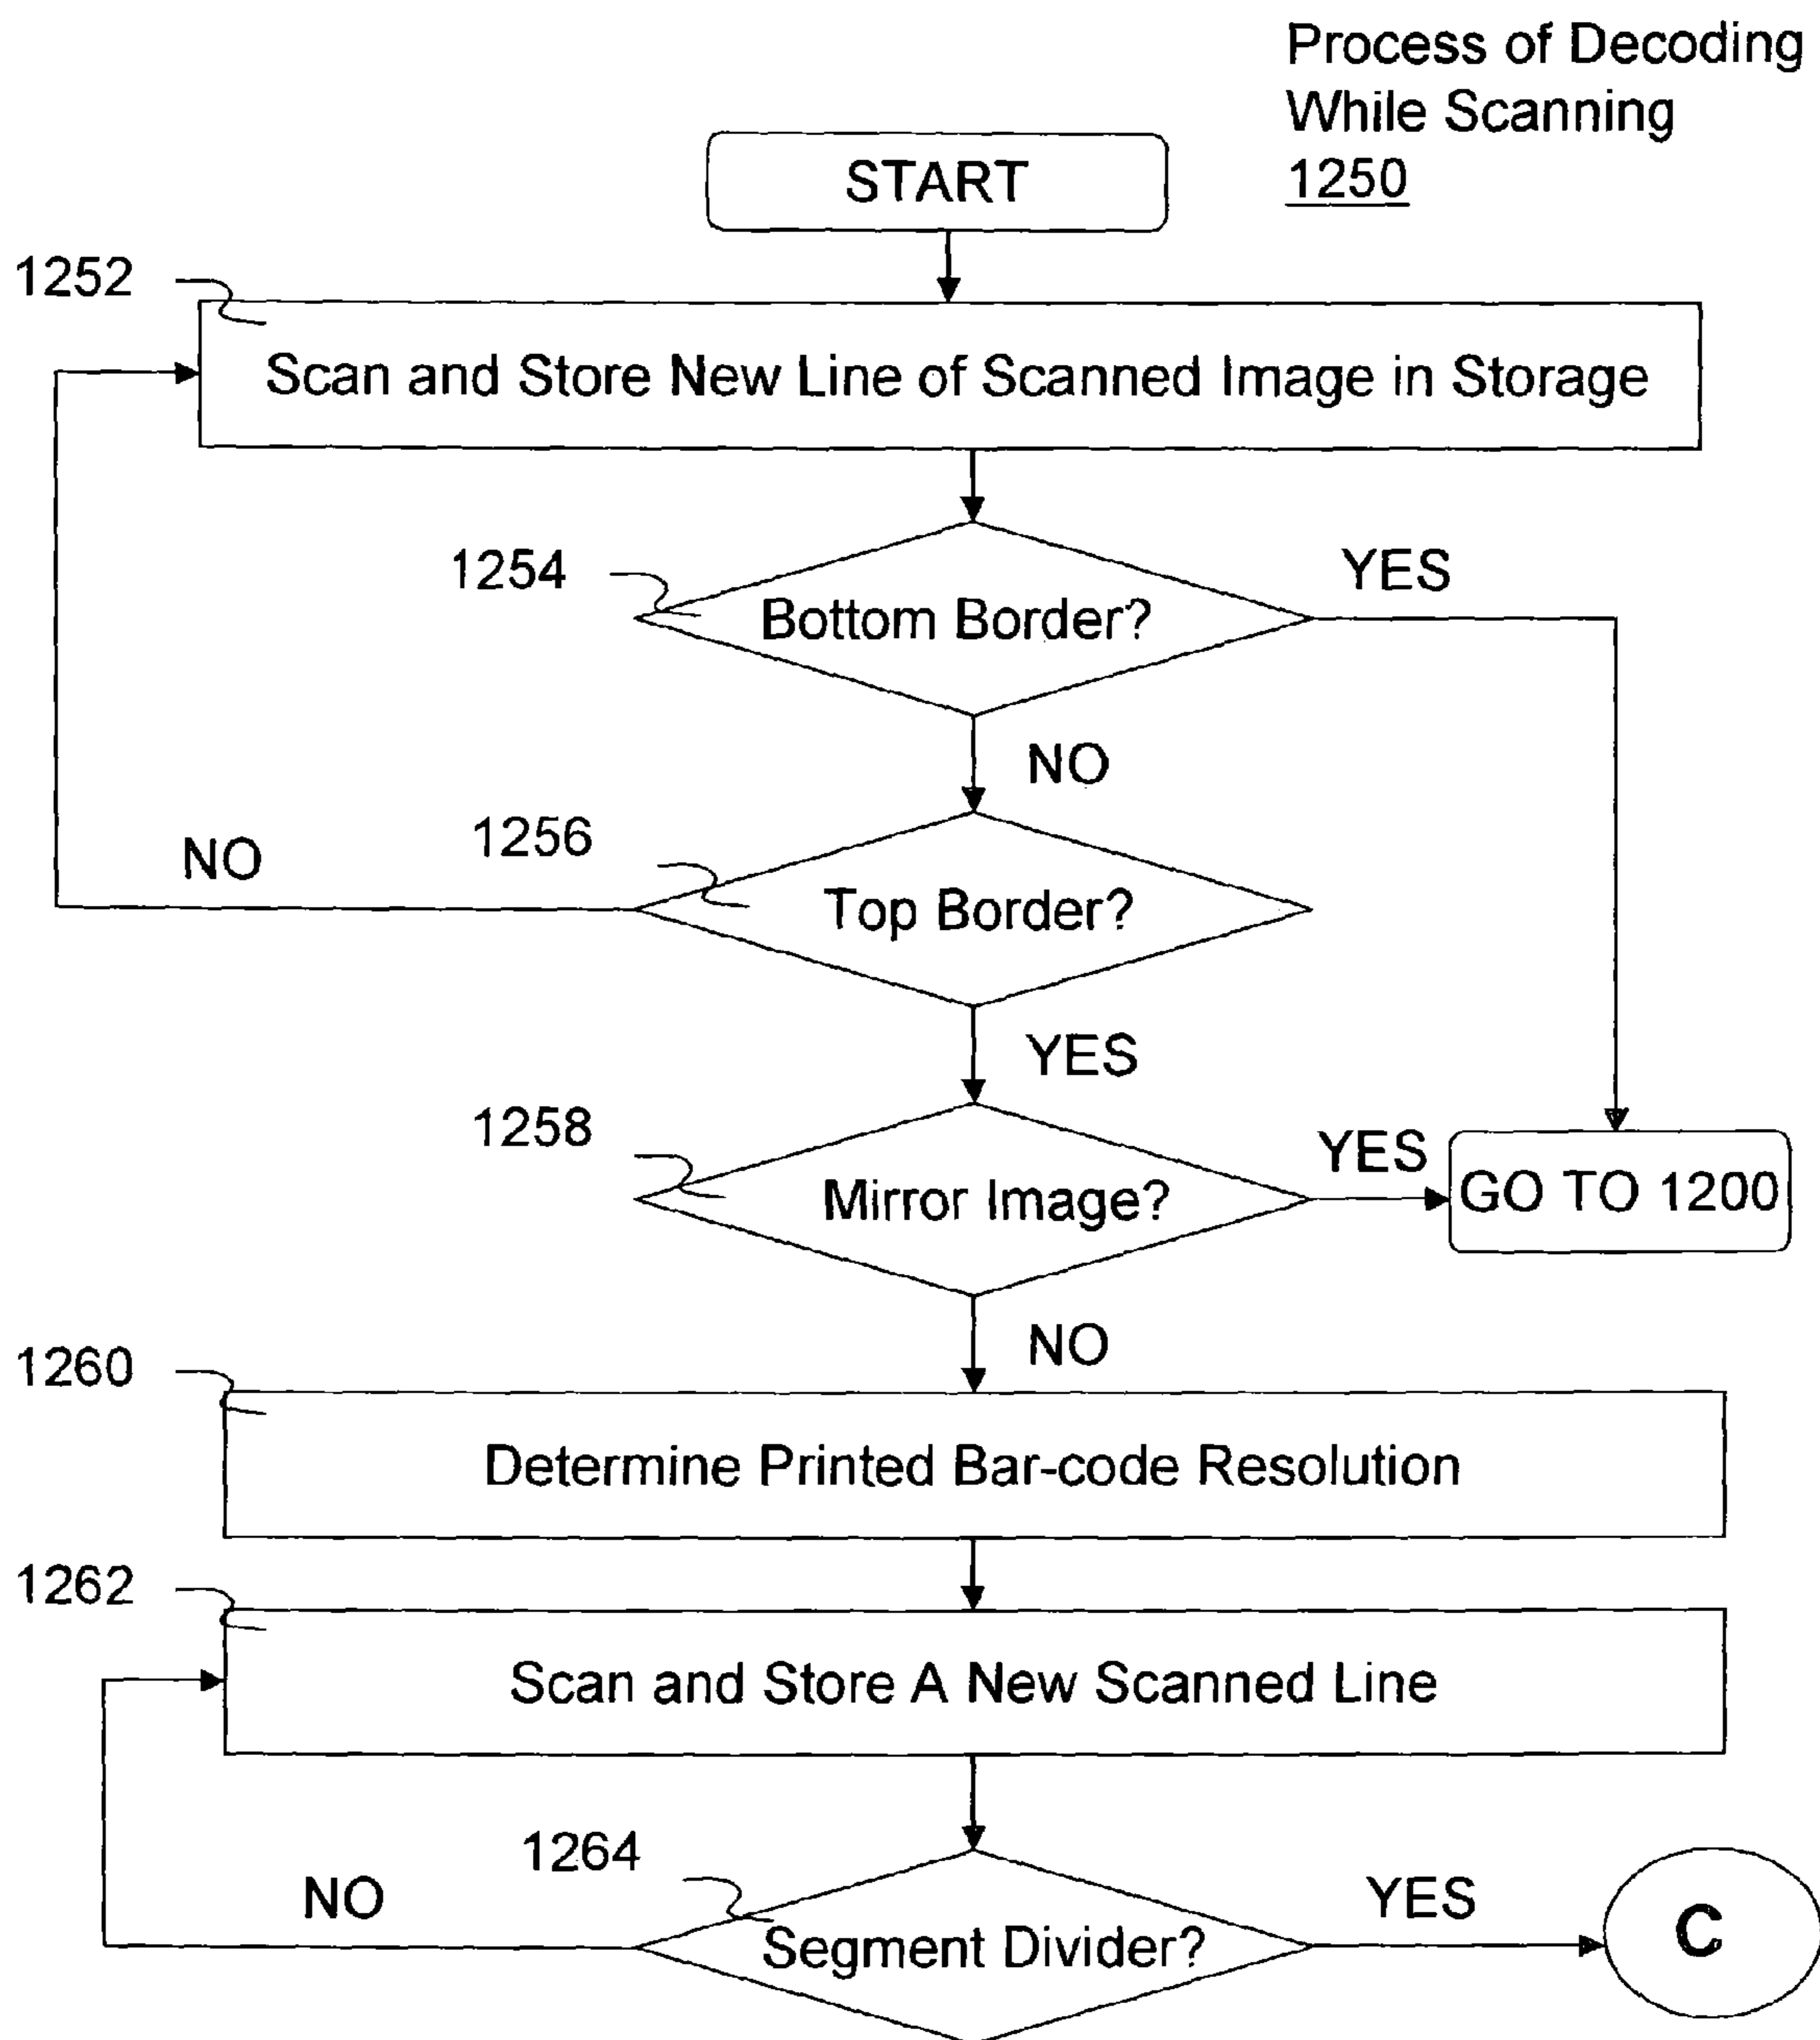 Process of Decoding
While Scanning
1250
START
1252
Scan and Store New Line of Scanned Image in Storage
1254
YES
Bottom Border?
NO
1256
NO
Top Border?
YES
1258
YES
Mirror Image?
GO TO 1200
NO
1260
Determine Printed Bar-code Resolution
1262
Scan and Store A New Scanned Line
1264
NO
YES
Segment Divider?
C